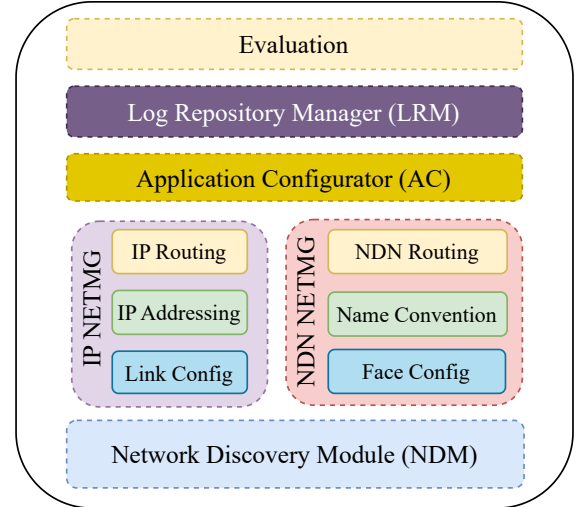 Evaluation
Log Repository Manager (LRM)
Application Configurator (AC)
IP NETMG
IP Routing
IP Addressing
Link Config
NDN NETMG
NDN Routing
Name Convention
Face Config
Network Discovery Module (NDM)